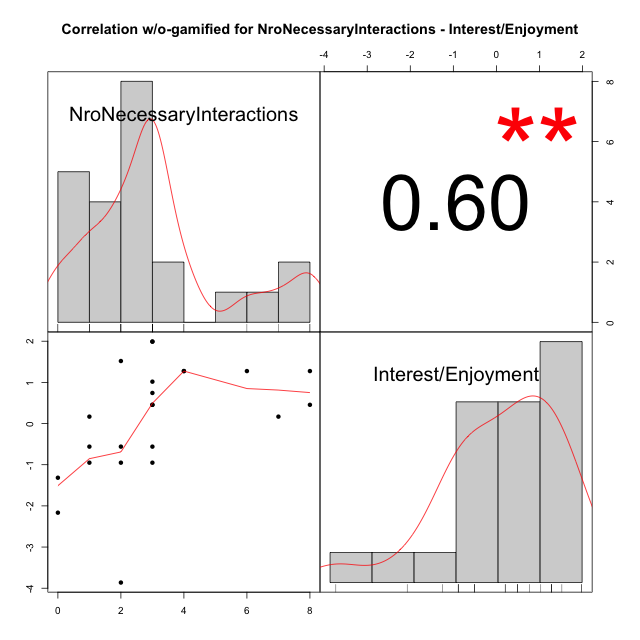 Correlation w/o-gamified for NroNecessaryInteractions - Interest/Enjoyment
-4 -3 -2 -1 0 1 2
NroNecessaryInteractions
**
0.60
8
6
4
2
0
2
1
0
-1
-2
-3
-4
Interest/Enjoyment
0 2 4 6 8